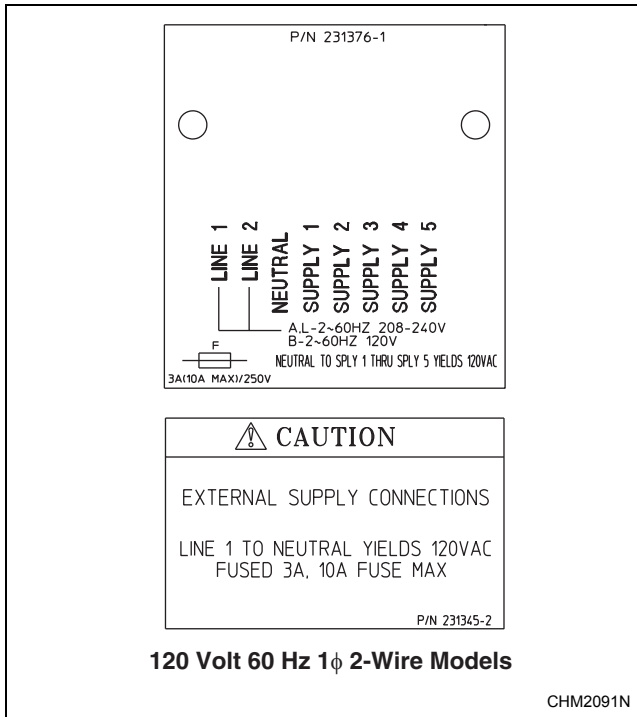 P/N 231376-1
LINE 1
LINE 2
NEUTRAL
SUPPLY 1
SUPPLY 2
SUPPLY 3
SUPPLY 4
SUPPLY 5
A,L-2~60HZ 208-240V
B-2~60HZ 120V
F
NEUTRAL TO SPLY 1 THRU SPLY 5 YIELDS 120VAC
3A(10A MAX)/250V
CAUTION
EXTERNAL SUPPLY CONNECTIONS
LINE 1 TO NEUTRAL YIELDS 120VAC
FUSED 3A, 10A FUSE MAX
P/N 231345-2
120 Volt 60 Hz 1ϕ 2-Wire Models
CHM2091N